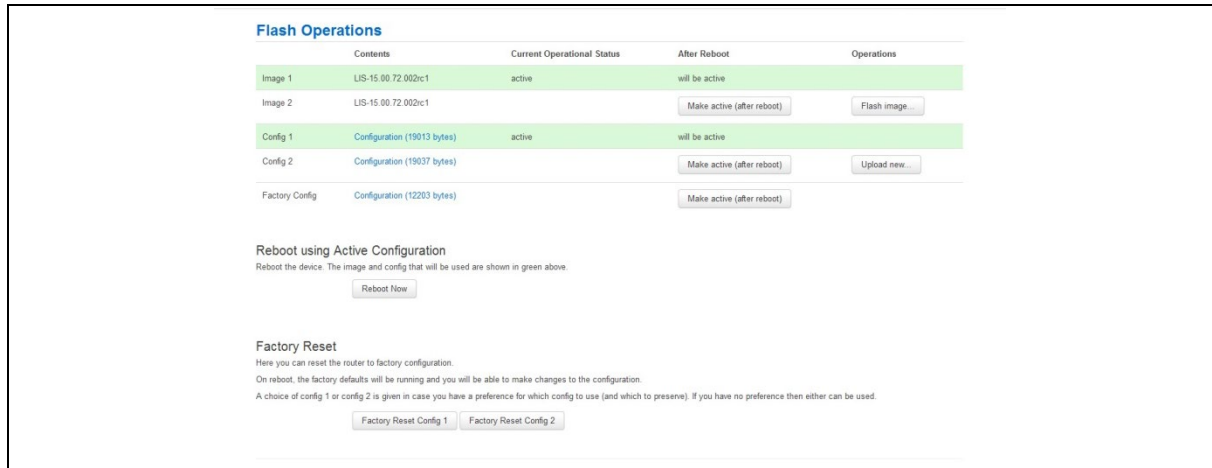 Flash Operations
Contents Current Operational Status After Reboot Operations
Image 1 LIS-15.00.72.002rc1 active will be active
Image 2 LIS-15.00.72.002rc1 Make active (after reboot) Flash image...
Config 1 Configuration (19013 bytes) active will be active
Config 2 Configuration (19037 bytes) Make active (after reboot) Upload new...
Factory Config Configuration (12203 bytes) Make active (after reboot)
Reboot using Active Configuration
Reboot the device. The image and config that will be used are shown in green above.
Reboot Now
Factory Reset
Here you can reset the router to factory configuration.
On reboot, the factory defaults will be running and you will be able to make changes to the configuration.
A choice of config 1 or config 2 is given in case you have a preference for which config to use (and which to preserve). If you have no preference then either can be used.
Factory Reset Config 1 Factory Reset Config 2